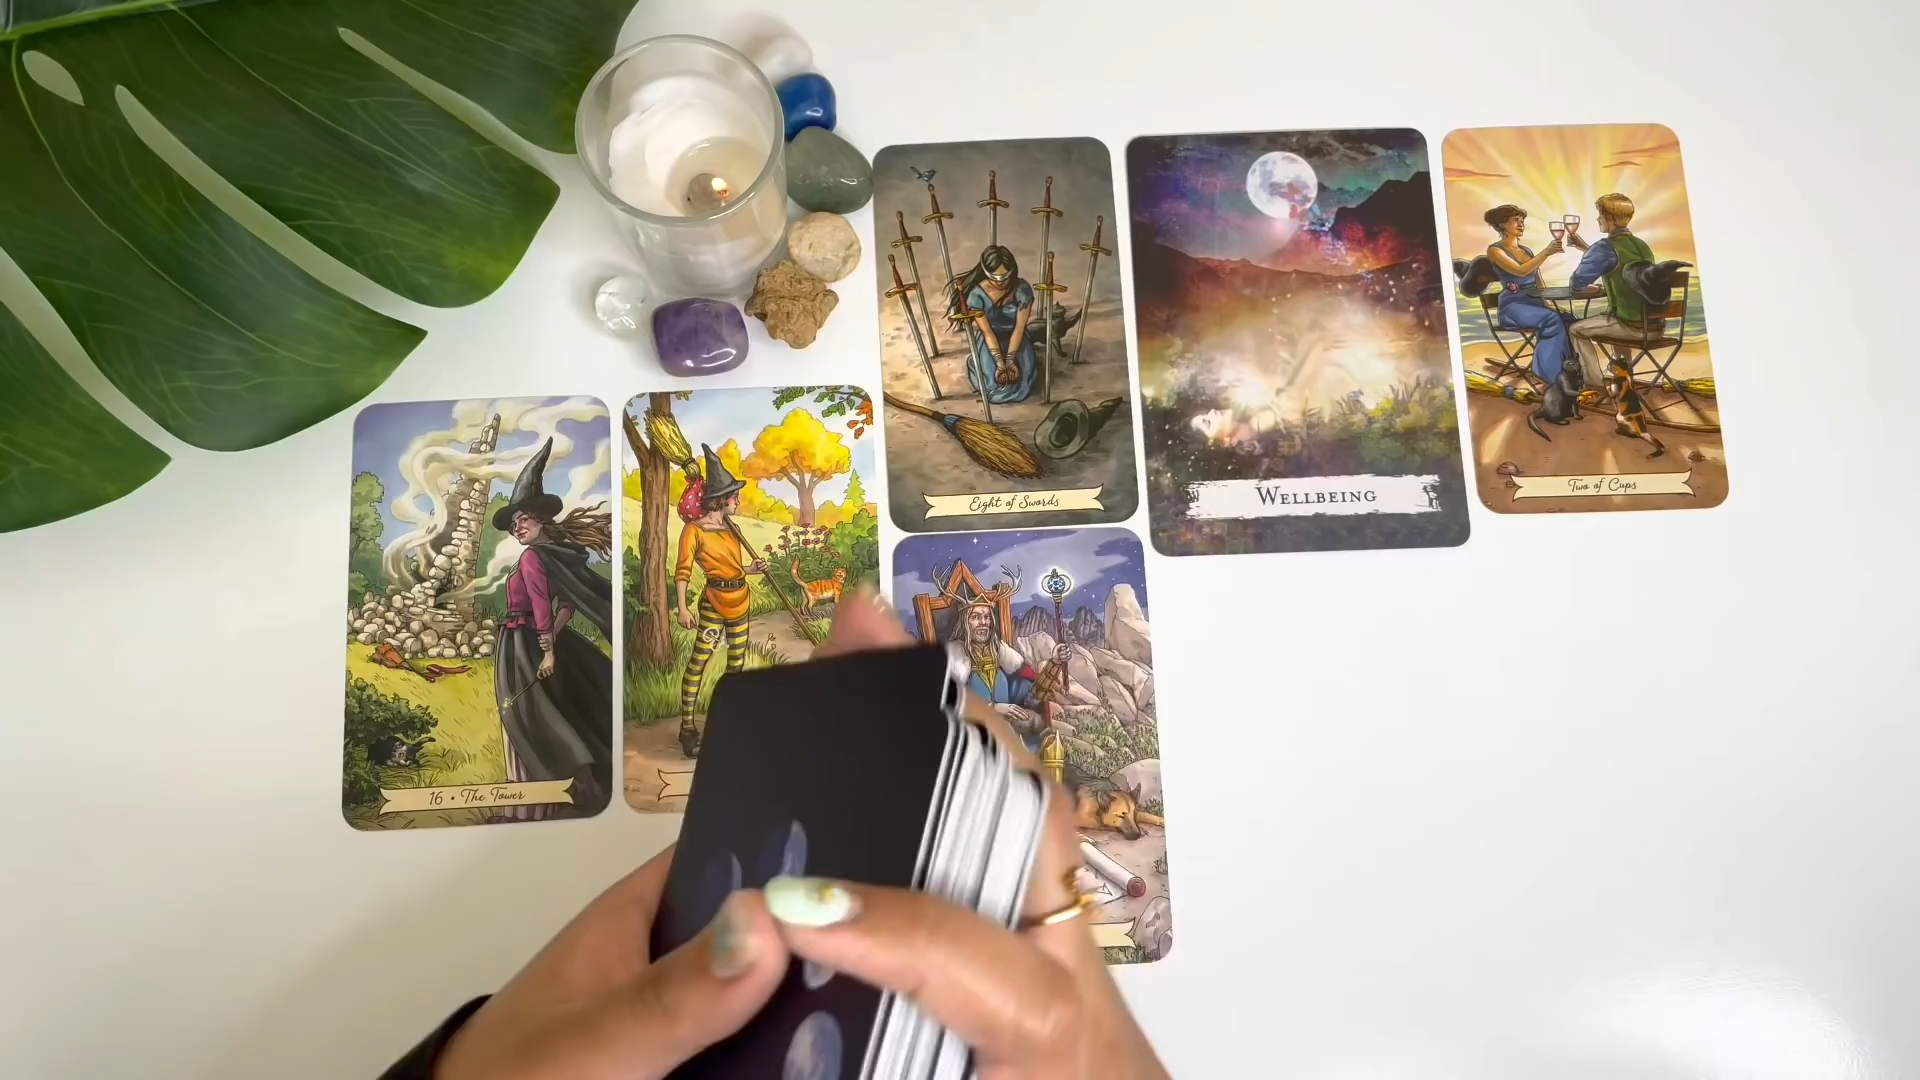 Eight of Swords
WELLBEING
Two of Cups
16 • The Tower